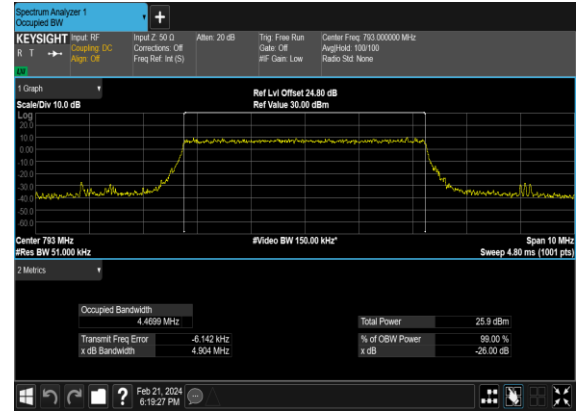 Spectrum Analyzer 1
Occupied BW
KEYSIGHT Input: RF Input Z: 50 Ω Atten: 20 dB Trig: Free Run Center Freq: 793.000000 MHz
R T Coupling: DC Corrections: Off Gate: Off Avg|Hold: 100/100
Align: Off Freq Ref: Int (S) #IF Gain: Low Radio Std: None
LV
1 Graph
Ref Lvl Offset 24.80 dB
Scale/Div 10.0 dB Ref Value 30.00 dBm
Log
20.0
10.0
0.00
-10.0
-20.0
-30.0
-40.0
-50.0
-60.0
Center 793 MHz #Video BW 150.00 kHz* Span 10 MHz
#Res BW 51.000 kHz Sweep 4.80 ms (1001 pts)
2 Metrics
Occupied Bandwidth
4.4699 MHz Total Power 25.9 dBm
Transmit Freq Error -6.142 kHz % of OBW Power 99.00 %
x dB Bandwidth 4.904 MHz x dB -26.00 dB
? Feb 21, 2024
6:19:27 PM